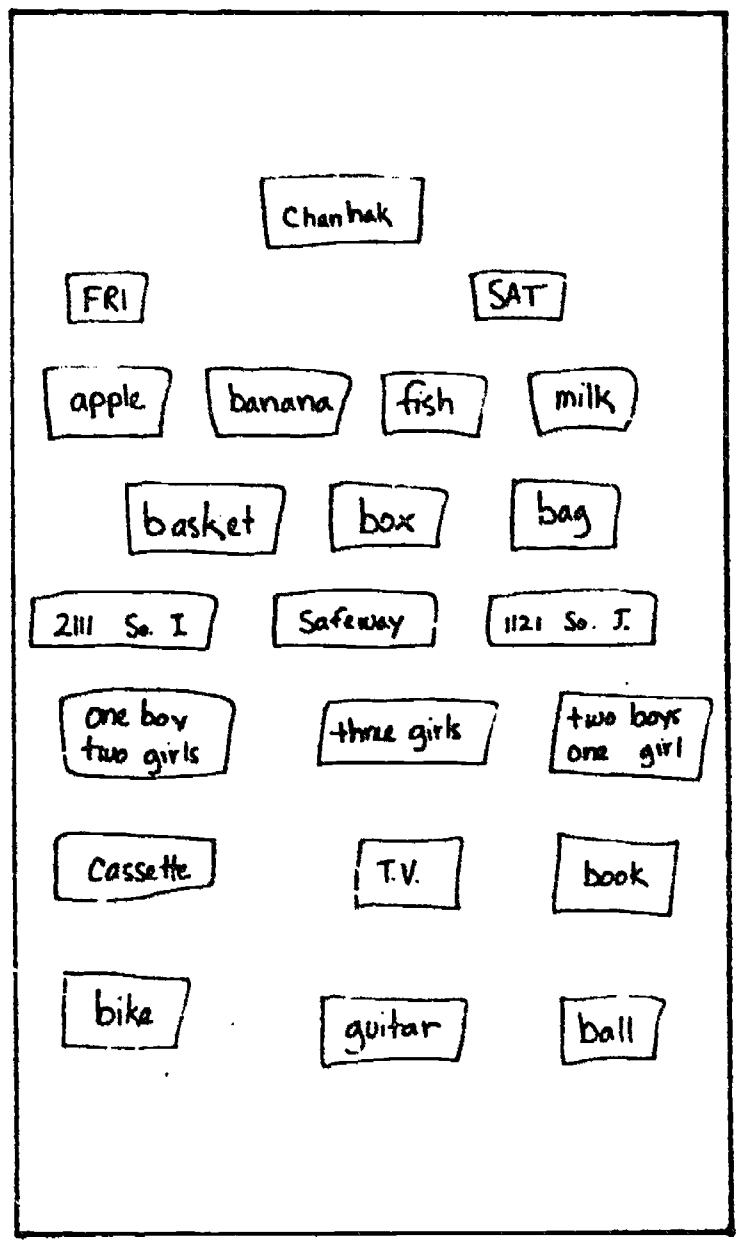 Chanhak
FRI SAT
apple banana fish milk
basket box bag
2111 So. I Safeway 1121 So. J.
one boy
two girls
three girls
two boys
one girl
Cassette T.V. book
bike guitar ball